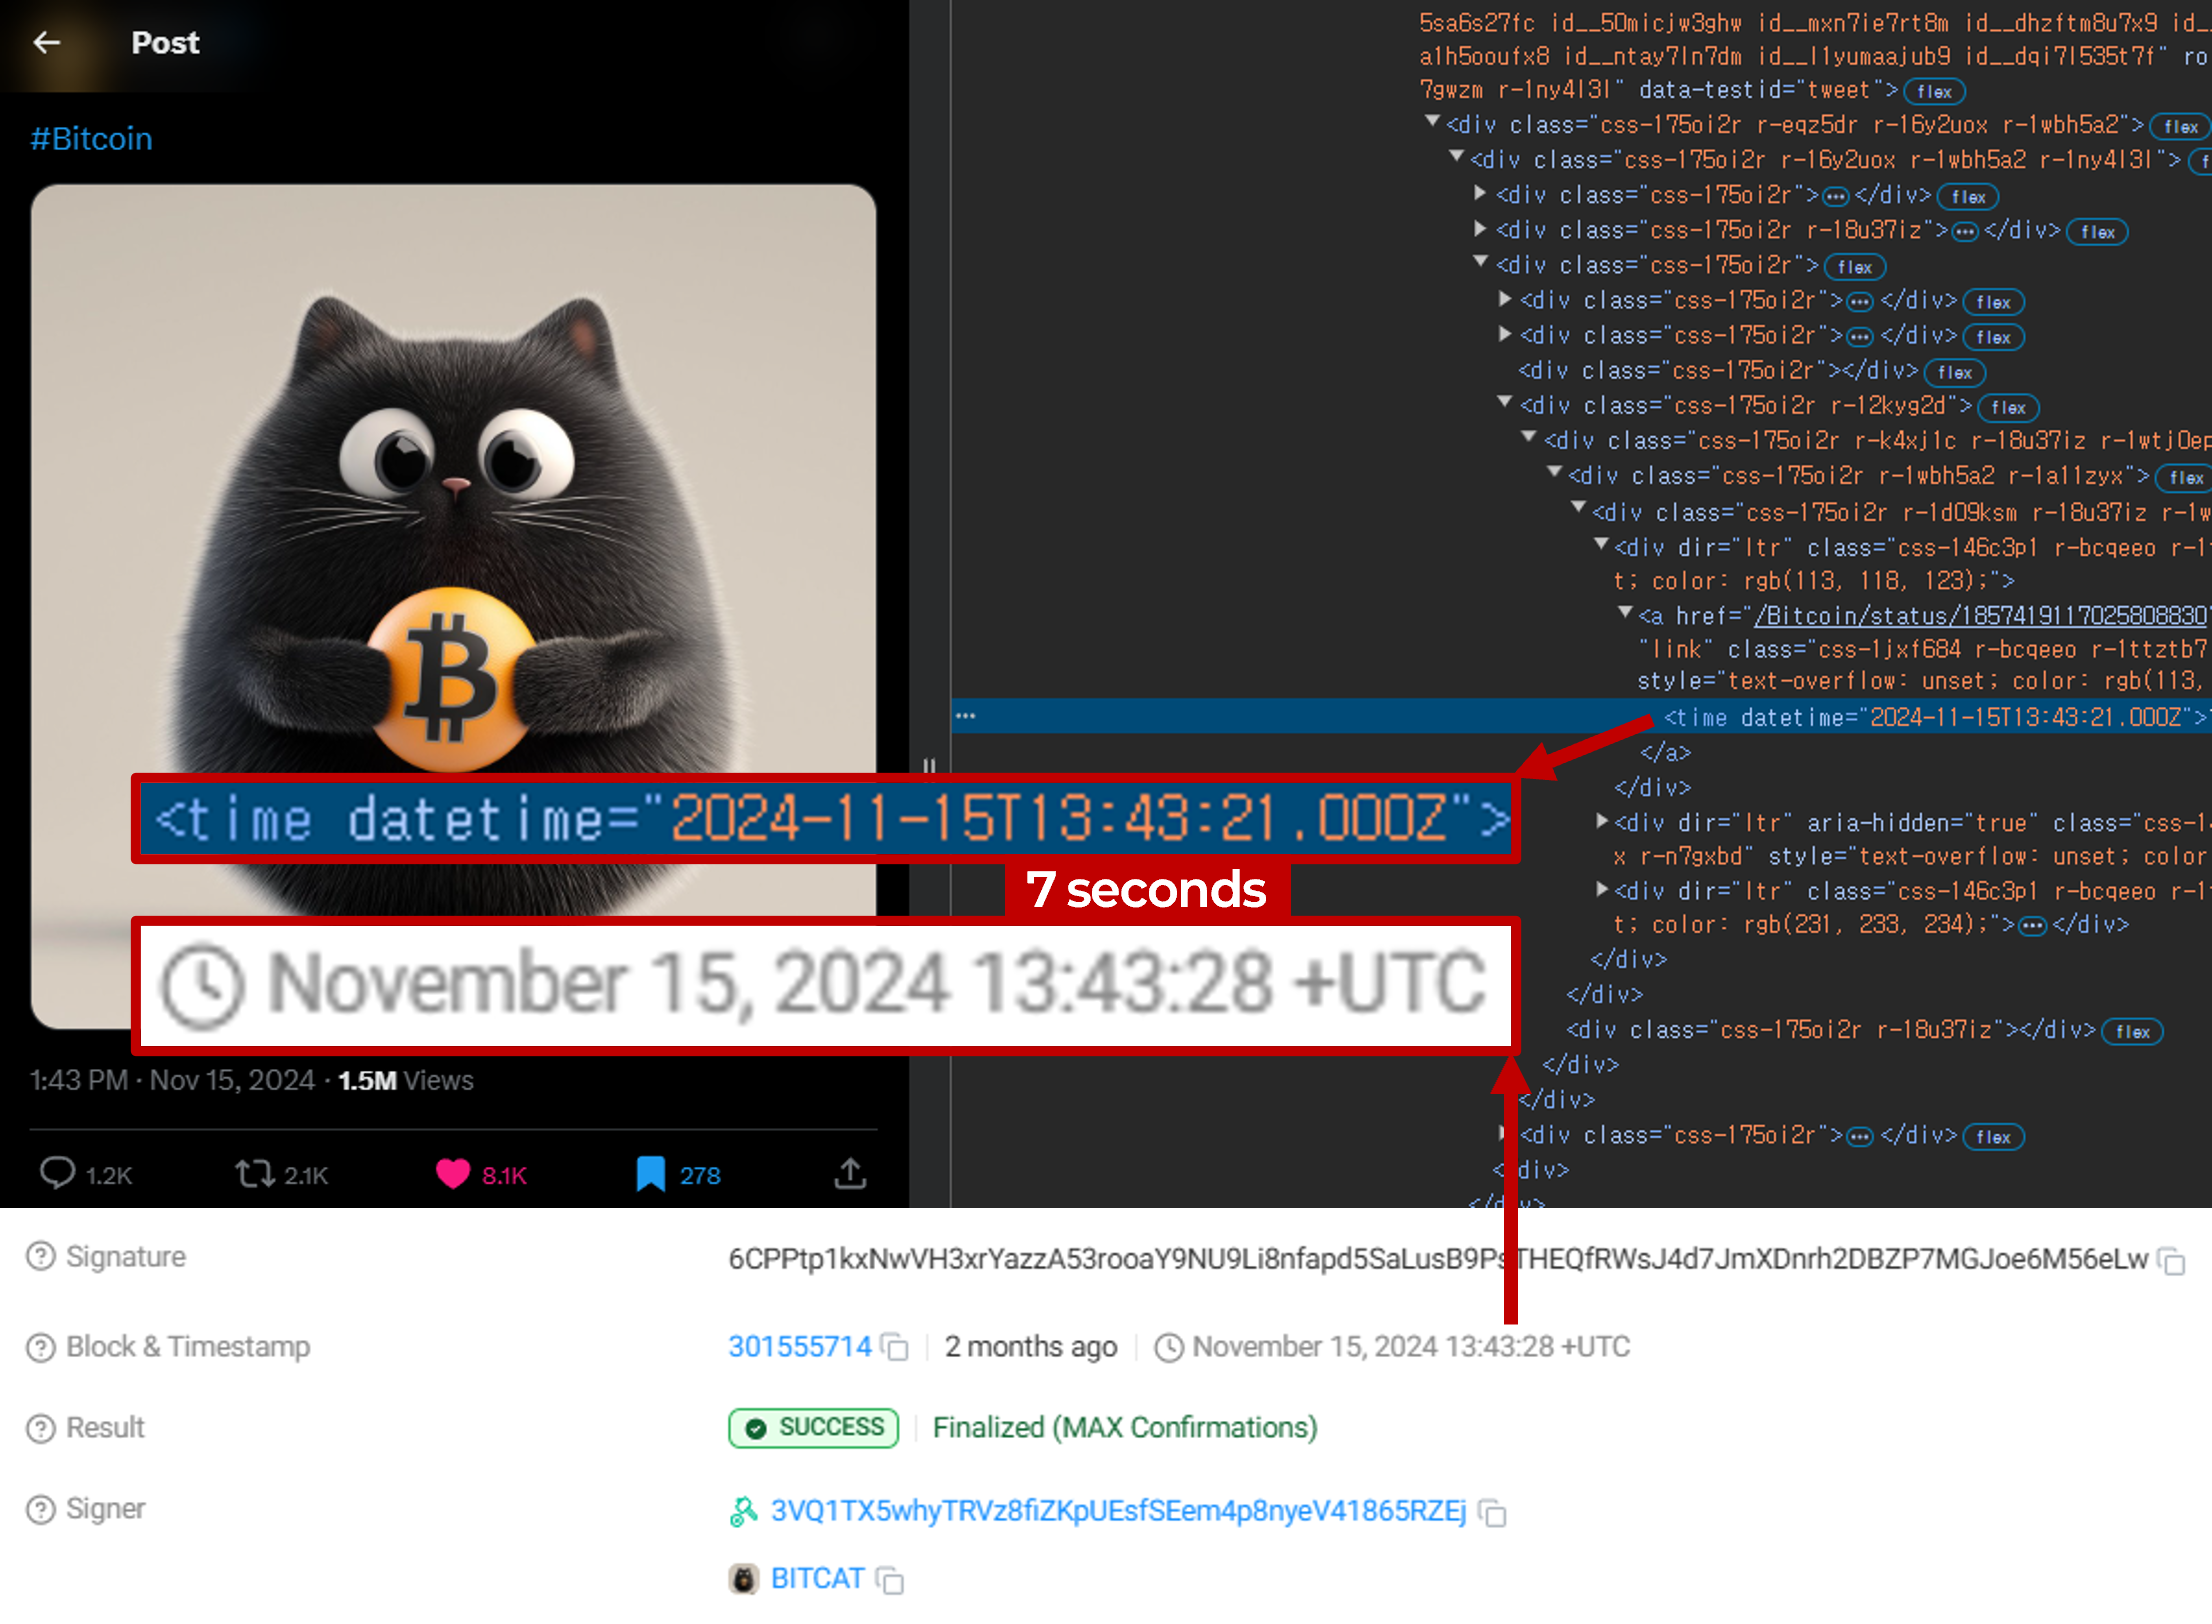 Post
#Bitcoin
1:43 PM · Nov 15, 2024 · 1.5M Views
1.2K 2.1K 8.1K 278
5sa6s27fc id__50micjw3ghw id__mxn7ie7rt8m id__dhzftm8u7x9 id_
a1h5ooufx8 id__ntay7ln7dm id__l1yumaajub9 id__dqi7l535t7f" ro
7gwzm r-1ny4l3l" data-testid="tweet"> flex
<div class="css-175oi2r r-eqz5dr r-16y2uox r-1wbh5a2"> flex
<div class="css-175oi2r r-16y2uox r-1wbh5a2 r-1ny4l3l"> f
<div class="css-175oi2r">…</div> flex
<div class="css-175oi2r r-18u37iz">…</div> flex
<div class="css-175oi2r"> flex
<div class="css-175oi2r">…</div> flex
<div class="css-175oi2r">…</div> flex
<div class="css-175oi2r"></div> flex
<div class="css-175oi2r r-12kyg2d"> flex
<div class="css-175oi2r r-k4xj1c r-18u37iz r-1wtj0ep
<div class="css-175oi2r r-1wbh5a2 r-1a11zyx"> flex
<div class="css-175oi2r r-1d09ksm r-18u37iz r-1w
<div dir="ltr" class="css-146c3p1 r-bcqeeo r-1
t; color: rgb(113, 118, 123);">
<a href="/Bitcoin/status/1857419117025808830"
"link" class="css-1jxf684 r-bcqeeo r-1ttztb7
style="text-overflow: unset; color: rgb(113,
… <time datetime="2024-11-15T13:43:21.000Z">
</a>
</div>
<div dir="ltr" aria-hidden="true" class="css-1
x r-n7gxbd" style="text-overflow: unset; color
<div dir="ltr" class="css-146c3p1 r-bcqeeo r-1
t; color: rgb(231, 233, 234);">…</div>
</div>
</div>
<div class="css-175oi2r r-18u37iz"></div> flex
</div>
</div>
<div class="css-175oi2r">…</div> flex
</div>
</div>
<time datetime="2024-11-15T13:43:21.000Z">
7 seconds
November 15, 2024 13:43:28 +UTC
Signature 6CPPtp1kxNwVH3xrYazzA53rooaY9NU9Li8nfapd5SaLusB9PsTHEQfRWsJ4d7JmXDnrh2DBZP7MGJoe6M56eLw
Block & Timestamp 301555714 2 months ago November 15, 2024 13:43:28 +UTC
Result SUCCESS Finalized (MAX Confirmations)
Signer 3VQ1TX5whyTRVz8fiZKpUEsfSEem4p8nyeV41865RZEj
BITCAT